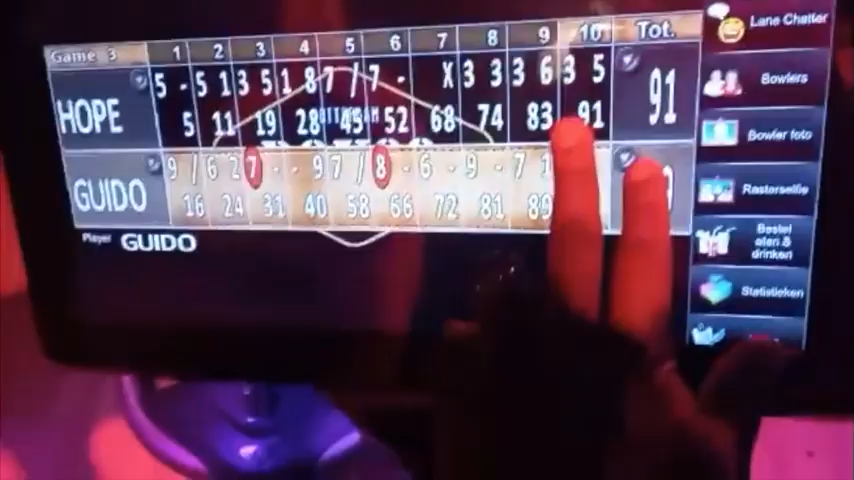 Game 3 1 2 3 4 5 6 7 8 9 10 Tot.
HOPE 5 - 5 1 3 5 1 8 7 / 7 - X 3 3 3 6 3 5 91
5 11 19 28 45 52 68 74 83 91
GUIDO 9 / 6 2 7 - - 9 7 / 8 - 6 - 9 - 7 1
16 24 31 40 58 66 72 81 89
Player GUIDO
Lane Chatter
Bowlers
Bowler foto
Rasterselfie
Bestel
eten &
drinken
Statistieken